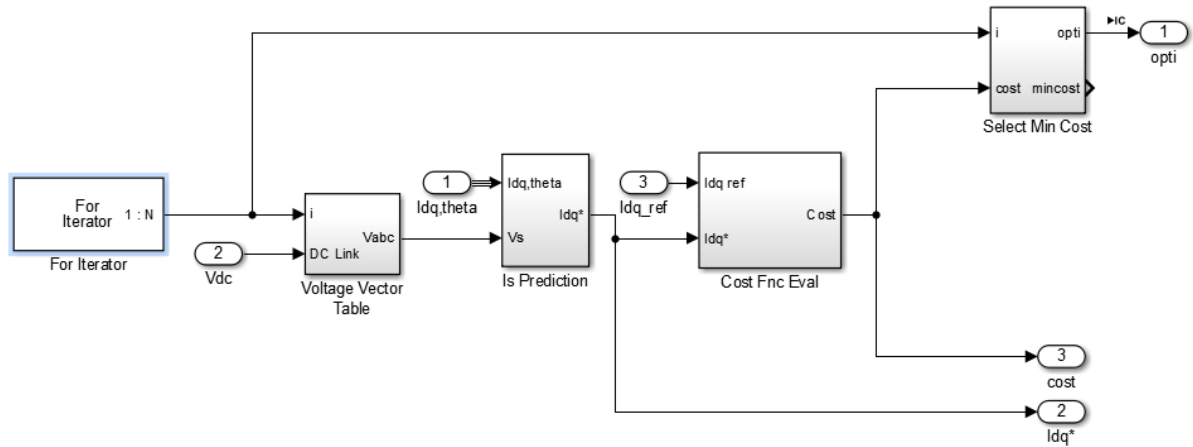 i
opti
IC
1
opti
cost
mincost
Select Min Cost
For
Iterator
1 : N
For Iterator
i
DC Link
Vabc
Voltage Vector
Table
2
Vdc
1
Idq,theta
Idq,theta
Idq*
Vs
Is Prediction
3
Idq_ref
Idq ref
Cost
Idq*
Cost Fnc Eval
3
cost
2
Idq*